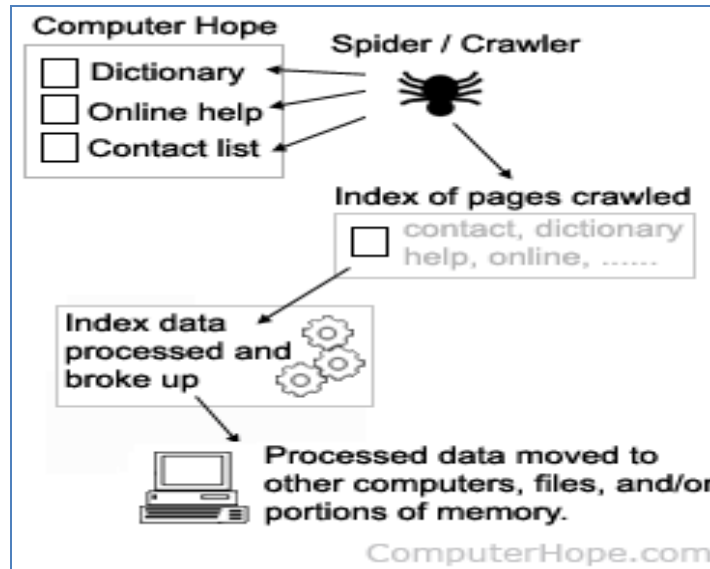 Computer Hope
Spider / Crawler
Dictionary
Online help
Contact list
Index of pages crawled
contact, dictionary
help, online, ......
Index data
processed and
broke up
Processed data moved to
other computers, files, and/or
portions of memory.
ComputerHope.com